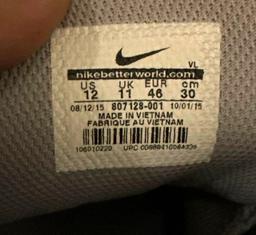 VL
nikebetterworld.com
US UK EUR cm
12 11 46 30
08/12/15 807128-001 10/01/15
MADE IN VIETNAM
FABRIQUE AU VIETNAM
UPC